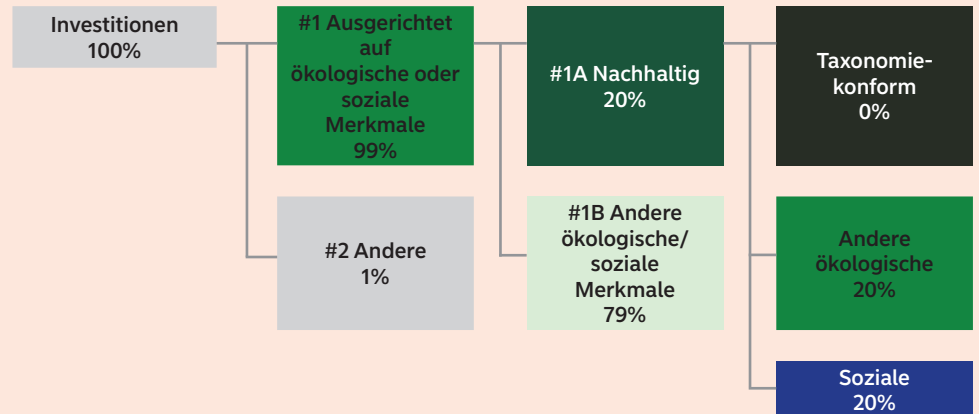 Investitionen
100%
#1 Ausgerichtet
auf
ökologische oder
soziale
Merkmale
99%
#2 Andere
1%
#1A Nachhaltig
20%
#1B Andere
ökologische/
soziale
Merkmale
79%
Taxonomie-
konform
0%
Andere
ökologische
20%
Soziale
20%